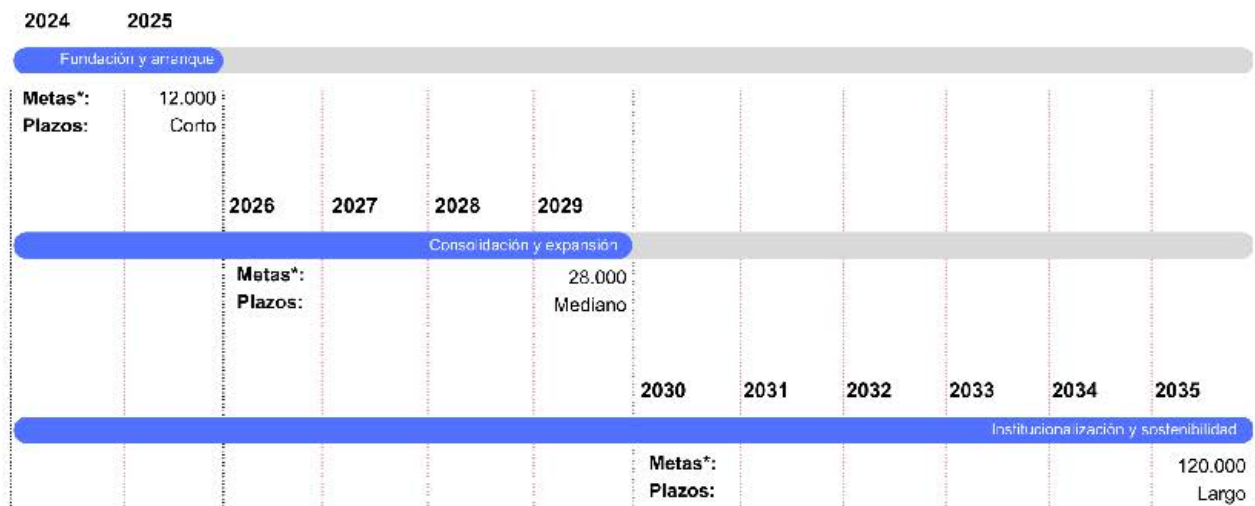 2024 2025
Fundación y arranque
Metas*: 12.000
Plazos: Corto
2026 2027 2028 2029
Consolidación y expansión
Metas*: 28.000
Plazos: Mediano
2030 2031 2032 2033 2034 2035
Institucionalización y sostenibilidad
Metas*: 120.000
Plazos: Largo